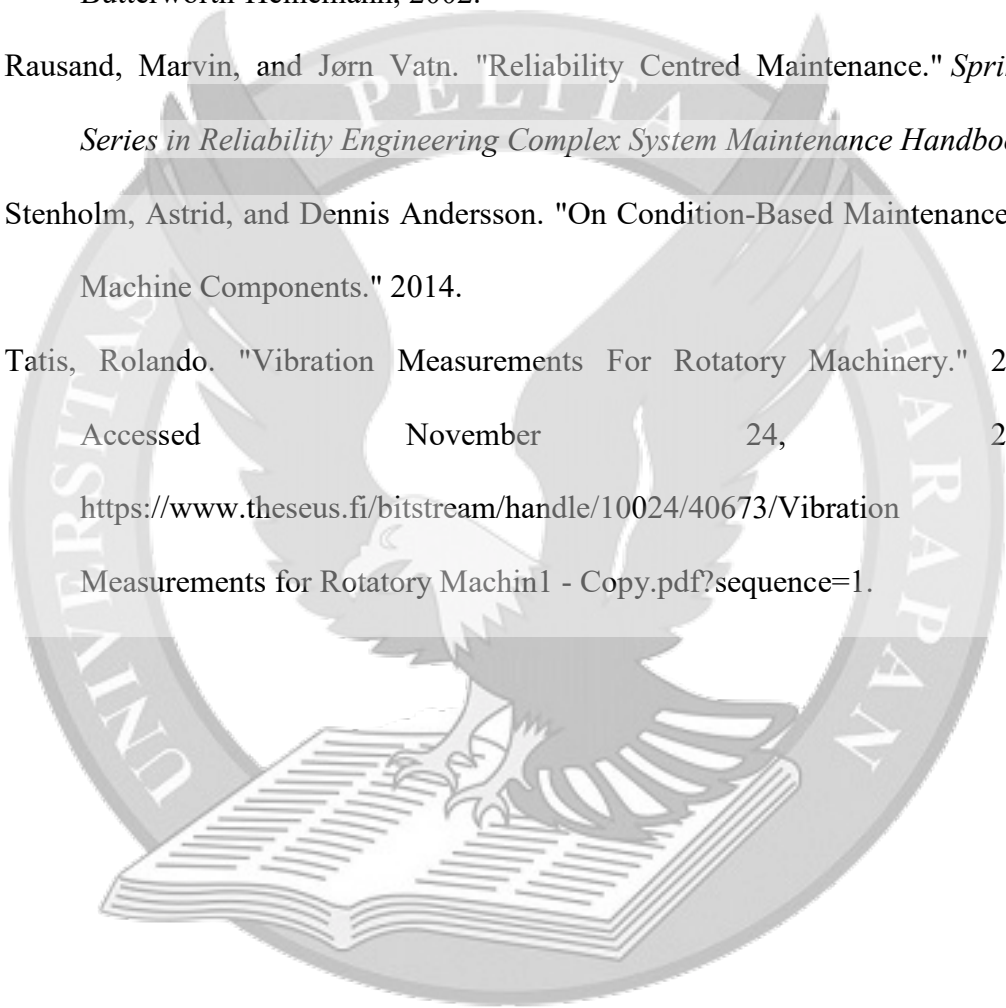 Butterworth-Heinemann, 2002.
Rausand, Marvin, and Jørn Vatn. "Reliability Centred Maintenance."
Series in Reliability Engineering Complex System Maintenance
Stenholm, Astrid, and Dennis Andersson. "On Condition-Based Maintenance
Machine Components." 2014.
Tatis, Rolando. "Vibration Measurements For Rotatory Machinery." 2
Accessed November 24, 2
https://www.theseus.fi/bitstream/handle/10024/40673/Vibration
Measurements for Rotatory Machin1 - Copy.pdf?sequence=1.
UNIVERSITAS PELITA HARAPAN